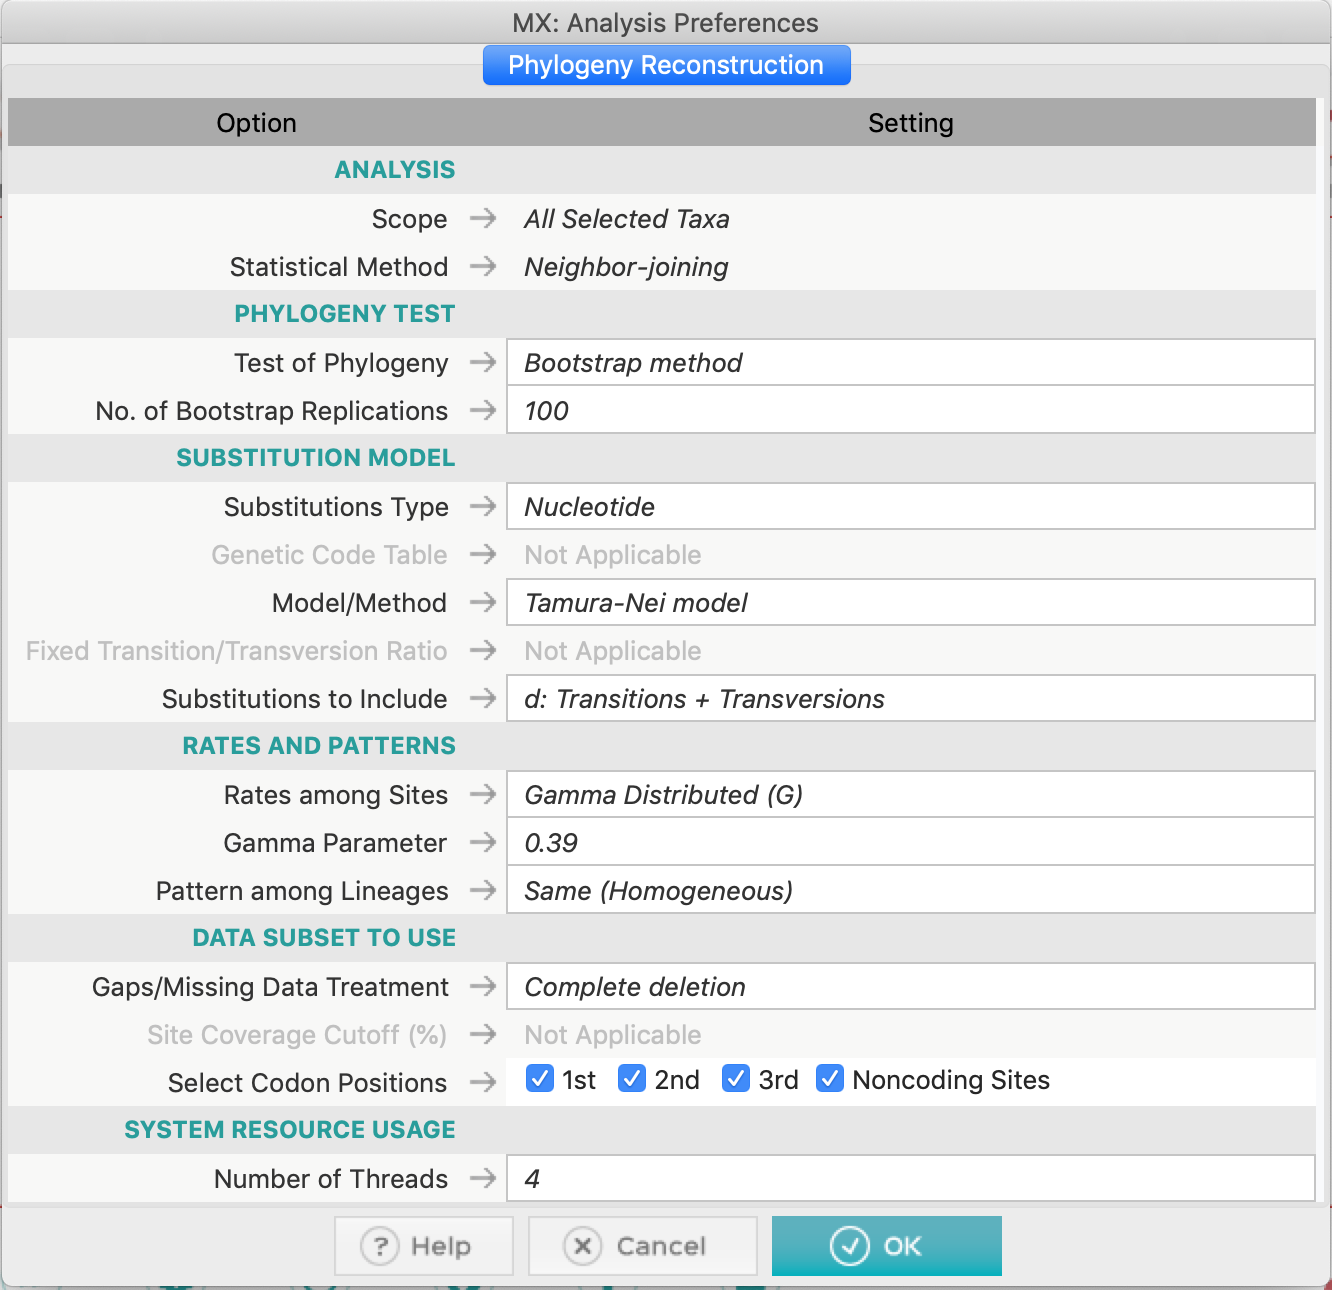 MX: Analysis Preferences
Phylogeny Reconstruction
Option Setting
ANALYSIS
Scope → All Selected Taxa
Statistical Method → Neighbor-joining
PHYLOGENY TEST
Test of Phylogeny → Bootstrap method
No. of Bootstrap Replications → 100
SUBSTITUTION MODEL
Substitutions Type → Nucleotide
Genetic Code Table → Not Applicable
Model/Method → Tamura-Nei model
Fixed Transition/Transversion Ratio → Not Applicable
Substitutions to Include → d: Transitions + Transversions
RATES AND PATTERNS
Rates among Sites → Gamma Distributed (G)
Gamma Parameter → 0.39
Pattern among Lineages → Same (Homogeneous)
DATA SUBSET TO USE
Gaps/Missing Data Treatment → Complete deletion
Site Coverage Cutoff (%) → Not Applicable
Select Codon Positions → 1st 2nd 3rd Noncoding Sites
SYSTEM RESOURCE USAGE
Number of Threads → 4
? Help Cancel OK